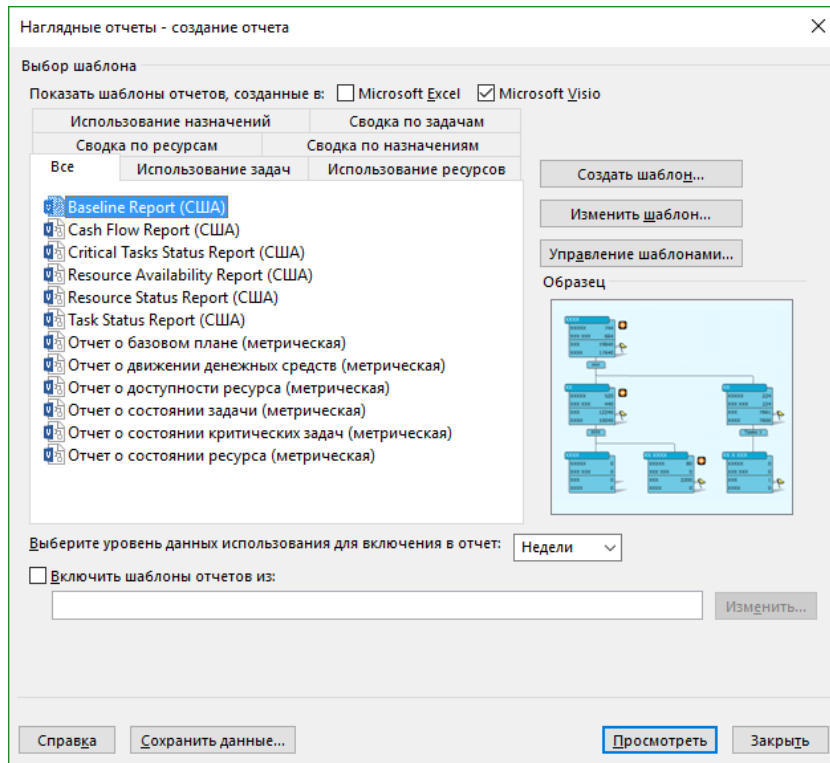 Наглядные отчеты - создание отчета
Выбор шаблона
Показать шаблоны отчетов, созданные в: Microsoft Excel Microsoft Visio
Использование назначений Сводка по задачам
Сводка по ресурсам Сводка по назначениям
Все Использование задач Использование ресурсов
Baseline Report (США)
Cash Flow Report (США)
Critical Tasks Status Report (США)
Resource Availability Report (США)
Resource Status Report (США)
Task Status Report (США)
Отчет о базовом плане (метрическая)
Отчет о движении денежных средств (метрическая)
Отчет о доступности ресурса (метрическая)
Отчет о состоянии задачи (метрическая)
Отчет о состоянии критических задач (метрическая)
Отчет о состоянии ресурса (метрическая)
Создать шаблон...
Изменить шаблон...
Управление шаблонами...
Образец
Выберите уровень данных использования для включения в отчет: Недели
Включить шаблоны отчетов из:
Изменить...
Справка Сохранить данные... Просмотреть Закрыть